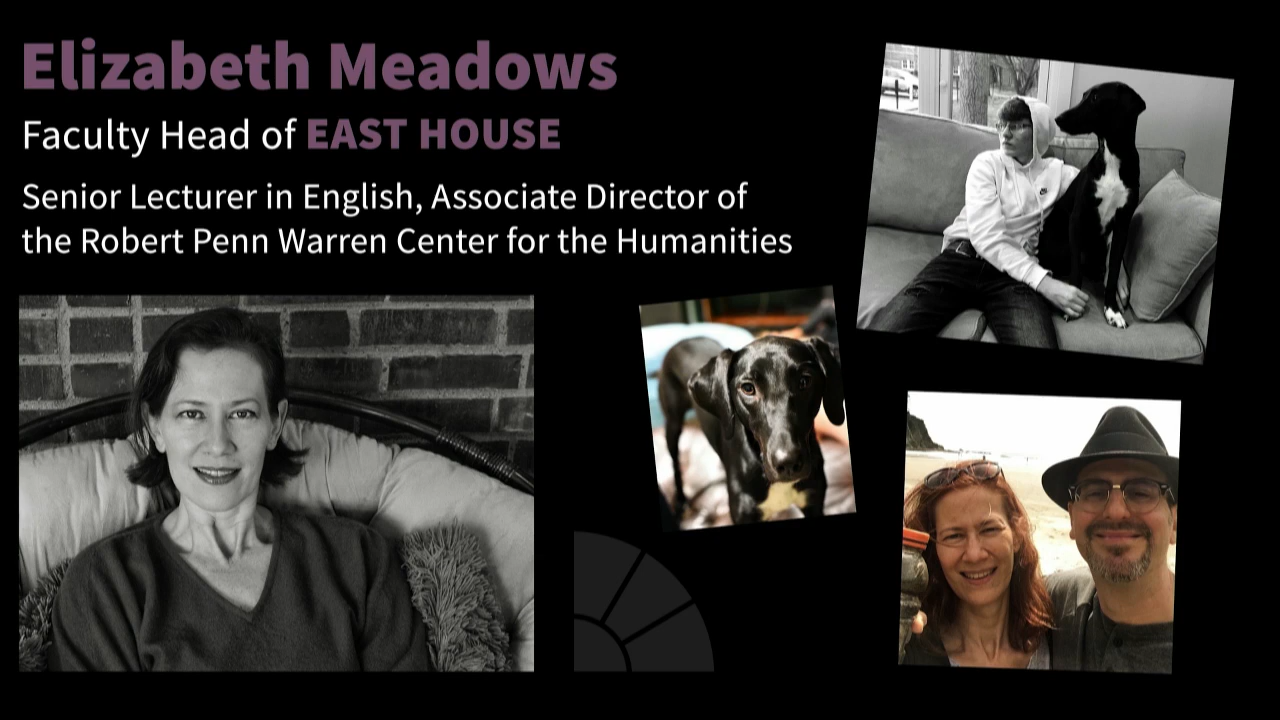 Elizabeth Meadows
Faculty Head of EAST HOUSE
Senior Lecturer in English, Associate Director of
the Robert Penn Warren Center for the Humanities